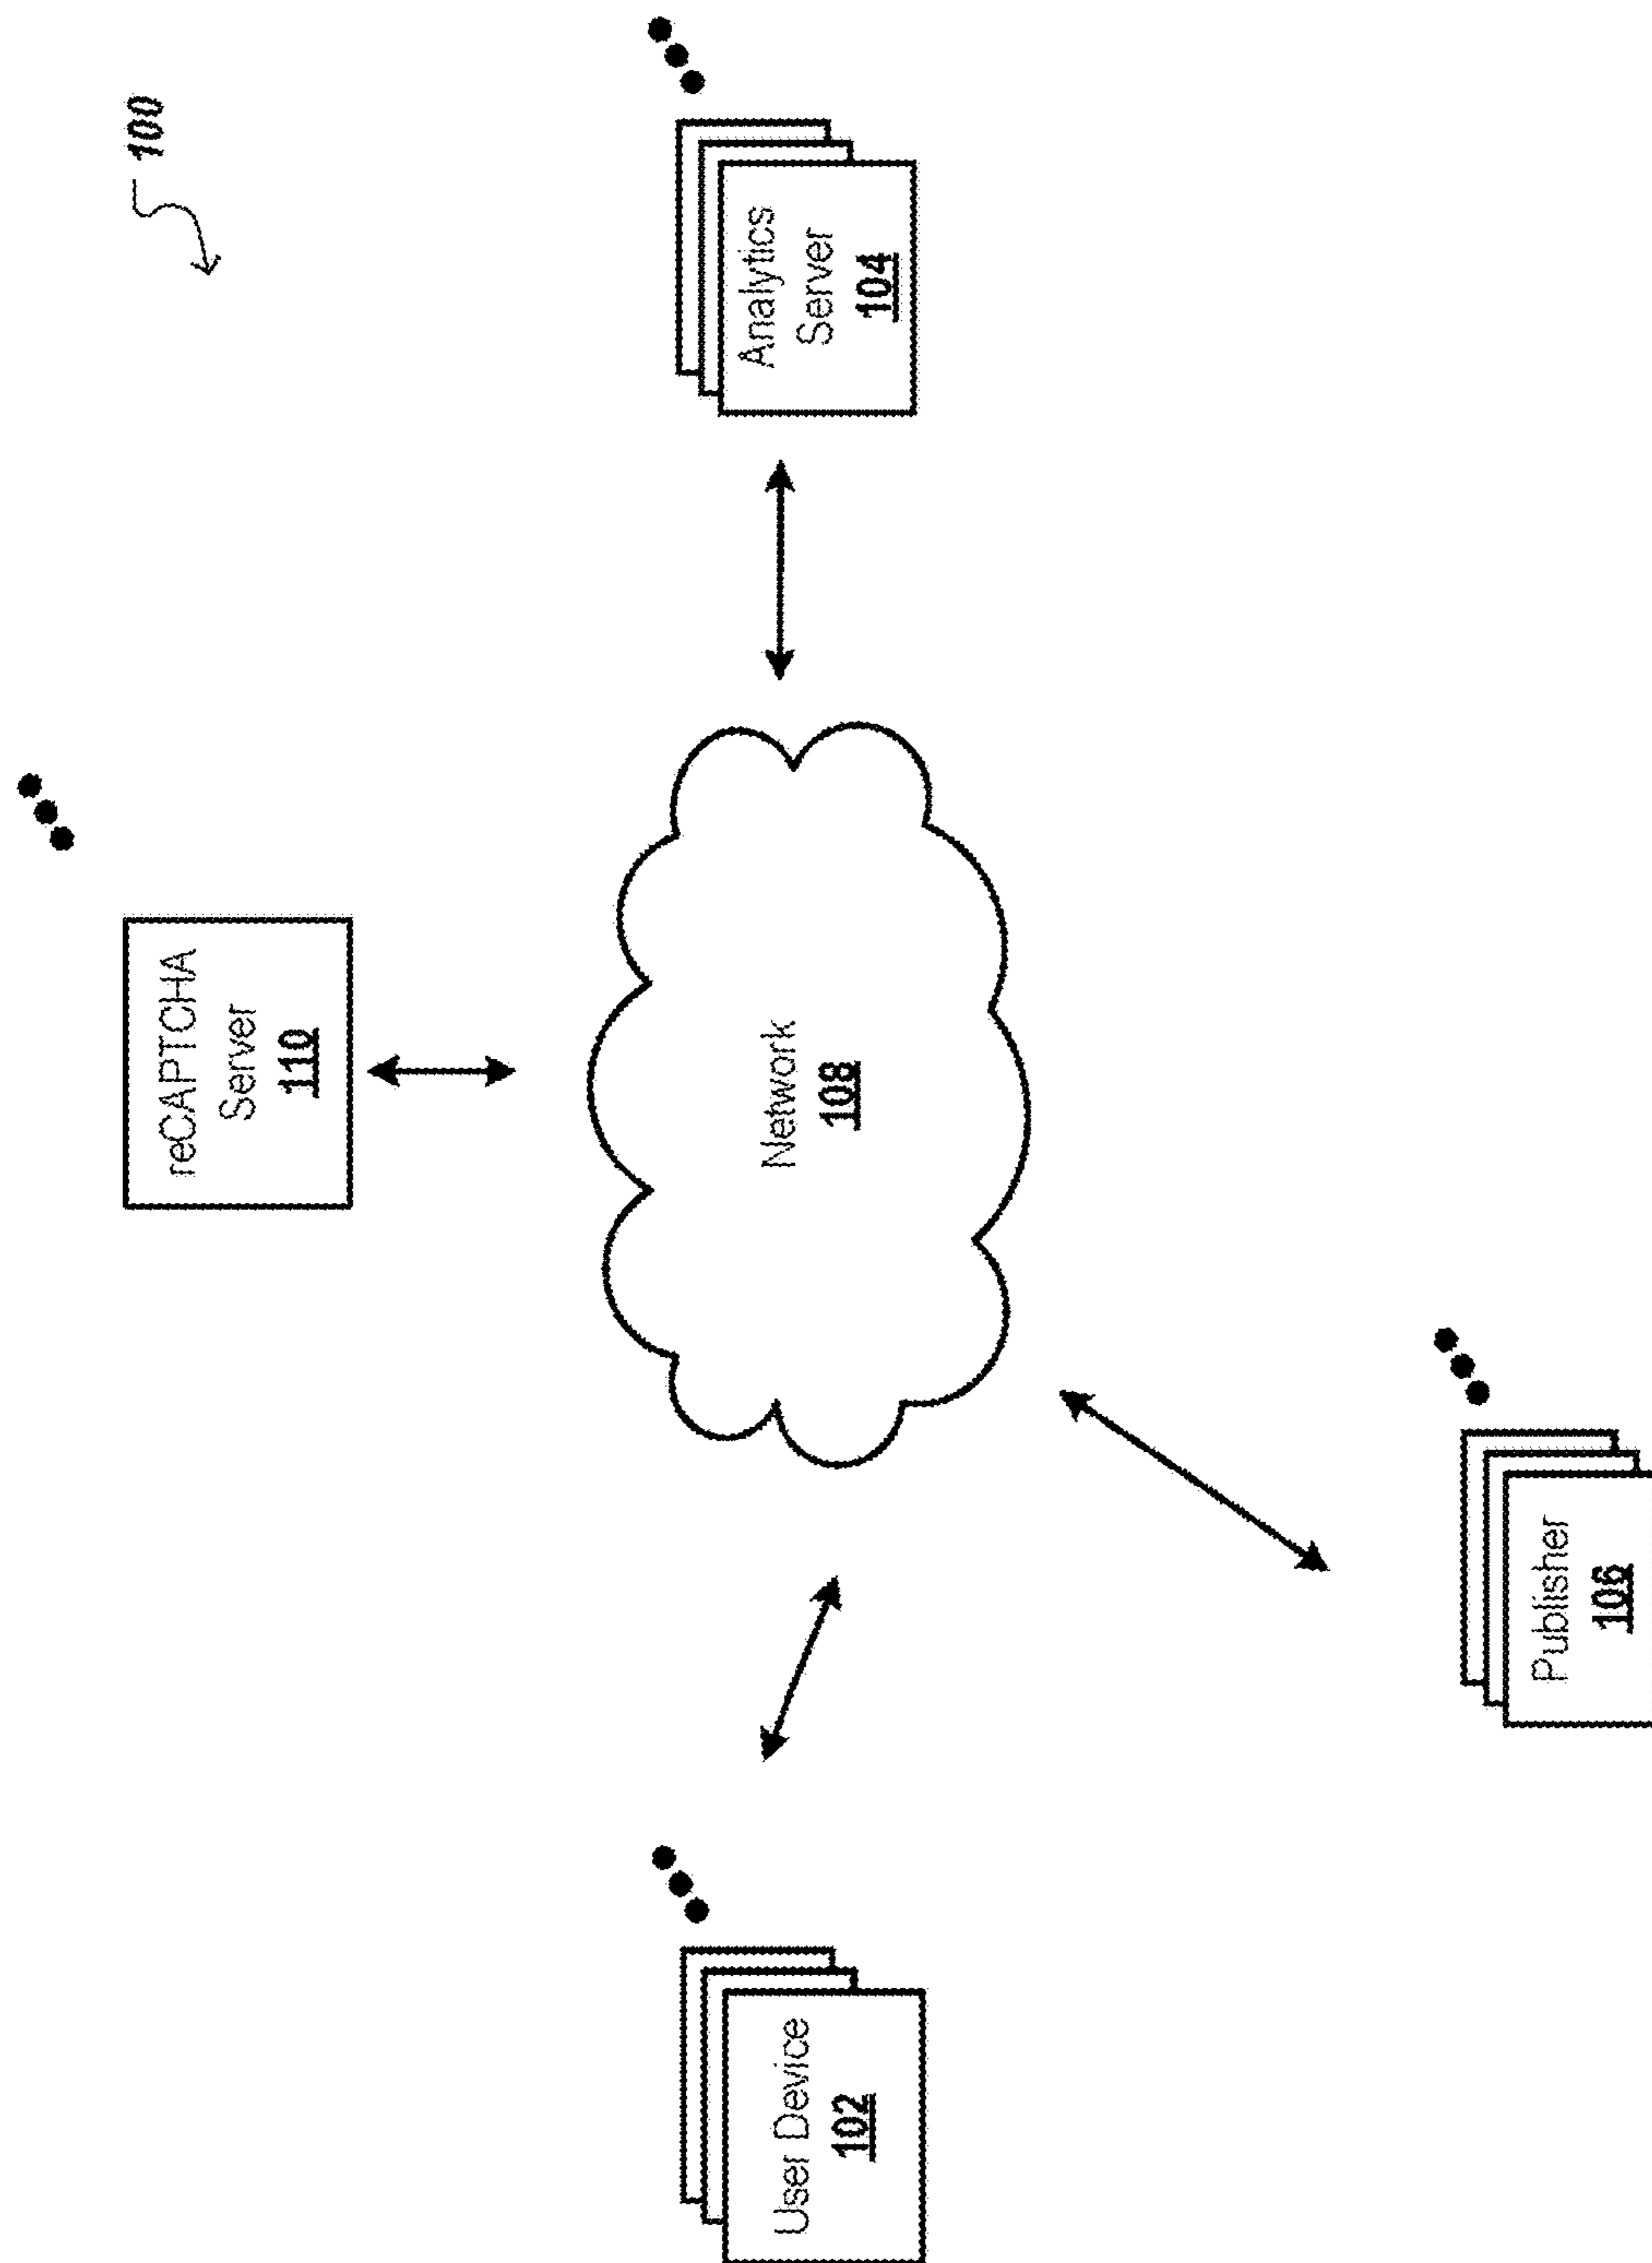 100
reCAPTCHA
Server
110
User Device
102
Network
108
Analytics
Server
104
Publisher
106